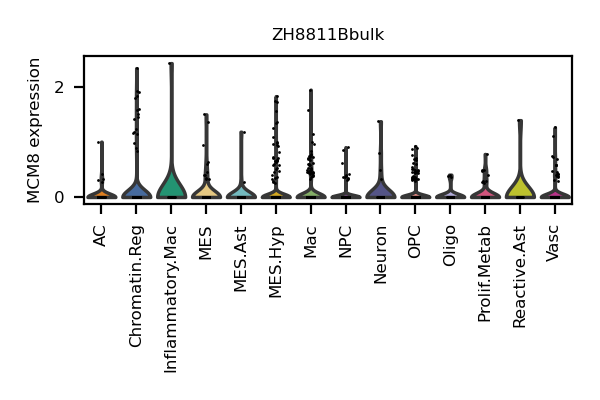 ZH8811Bbulk
MCM8 expression
2
0
AC
Chromatin.Reg
Inflammatory.Mac
MES
MES.Ast
MES.Hyp
Mac
NPC
Neuron
OPC
Oligo
Prolif.Metab
Reactive.Ast
Vasc